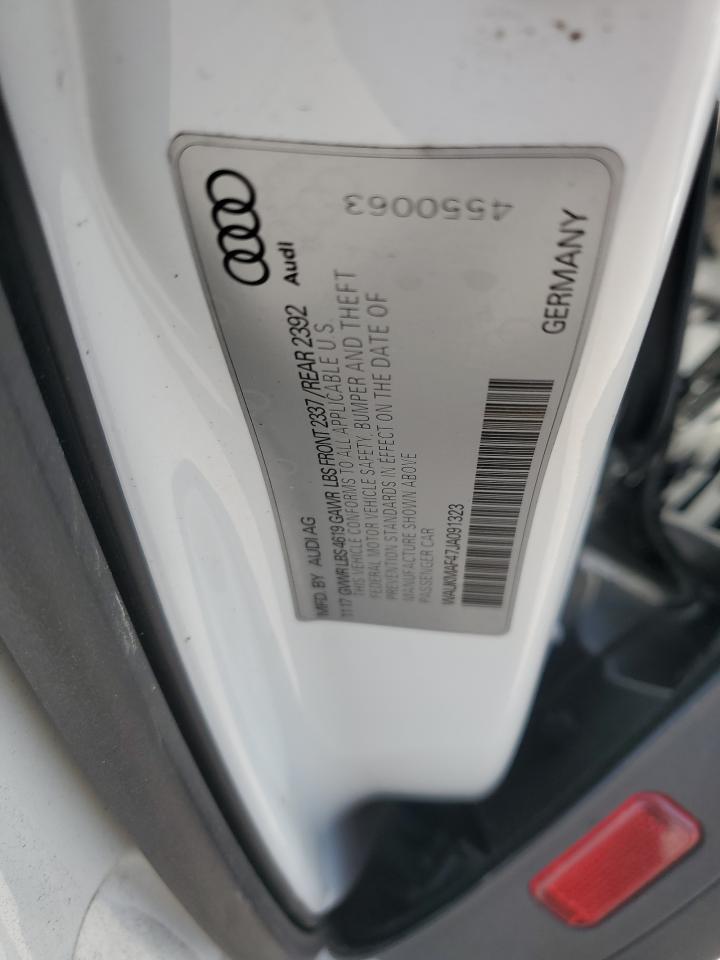 Audi
4550063
MFD. BY AUDI AG
11 17 GVWR LBS 4619 GAWR LBS FRONT 2337 / REAR 2392
THIS VEHICLE CONFORMS TO ALL APPLICABLE U.S.
FEDERAL MOTOR VEHICLE SAFETY, BUMPER AND THEFT
PREVENTION STANDARDS IN EFFECT ON THE DATE OF
MANUFACTURE SHOWN ABOVE
PASSENGER CAR
WAUKMAF47JA091323
GERMANY